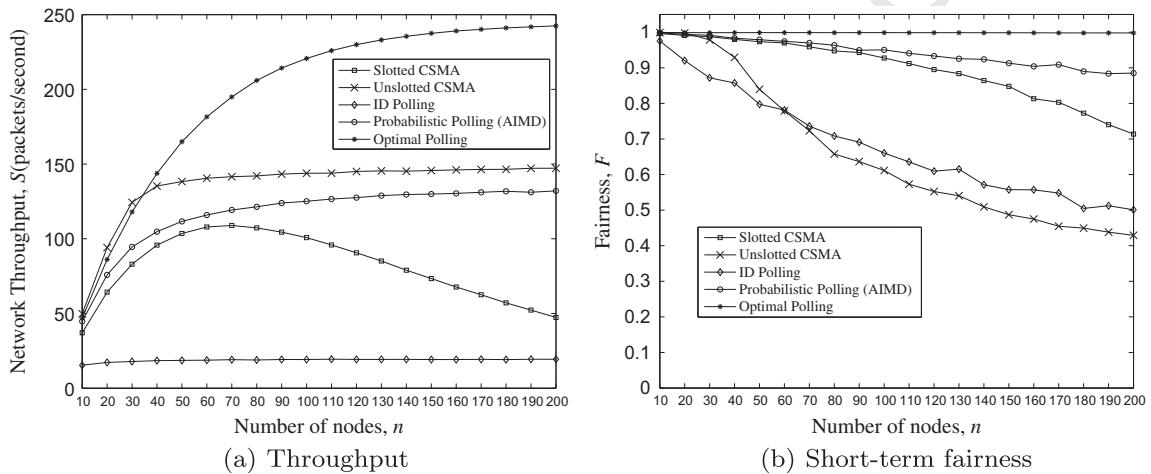 250
200
150
100
50
0
Network Throughput, S(packets/second)
Slotted CSMA
Unslotted CSMA
ID Polling
Probabilistic Polling (AIMD)
Optimal Polling
10 20 30 40 50 60 70 80 90 100 110 120 130 140 150 160 170 180 190 200
Number of nodes, n
(a) Throughput
1
0.9
0.8
0.7
0.6
0.5
0.4
0.3
0.2
0.1
0
Fairness, F
Slotted CSMA
Unslotted CSMA
ID Polling
Probabilistic Polling (AIMD)
Optimal Polling
10 20 30 40 50 60 70 80 90 100 110 120 130 140 150 160 170 180 190 200
Number of nodes, n
(b) Short-term fairness